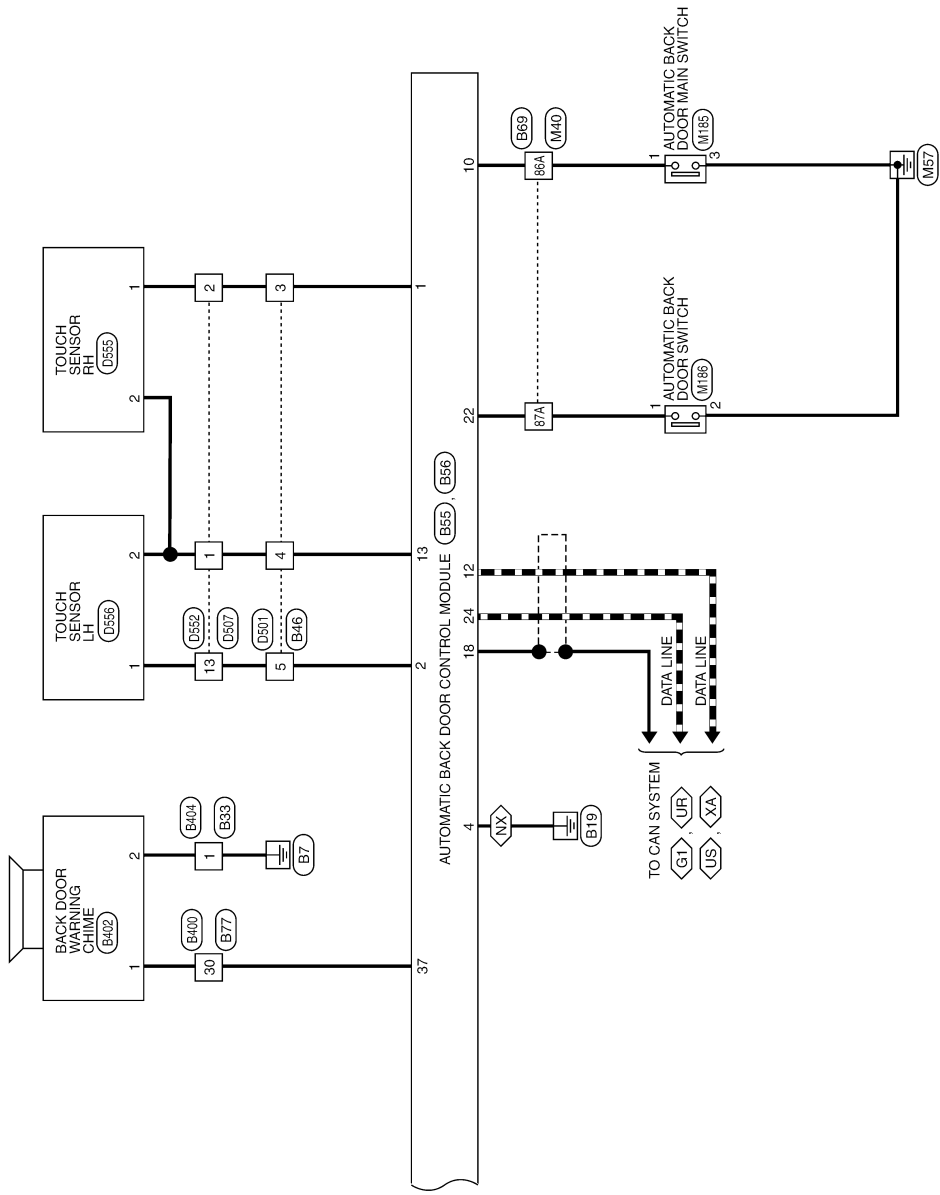 BACK DOOR
WARNING
CHIME
B402
1
2
30
B400
B77
1
B404
B33
B7
TOUCH
SENSOR
LH
D556
1
2
13
D552
D507
1
5
D501
B46
4
TOUCH
SENSOR
RH
D555
2
1
2
3
37
2
13
1
AUTOMATIC BACK DOOR CONTROL MODULE B55 , B56
4
18
24
12
22
10
NX
B19
DATA LINE
DATA LINE
TO CAN SYSTEM
G1 , UR
US , XA
87A
86A
B69
M40
1
AUTOMATIC BACK
DOOR SWITCH
M186
2
1
AUTOMATIC BACK
DOOR MAIN SWITCH
M185
3
M57